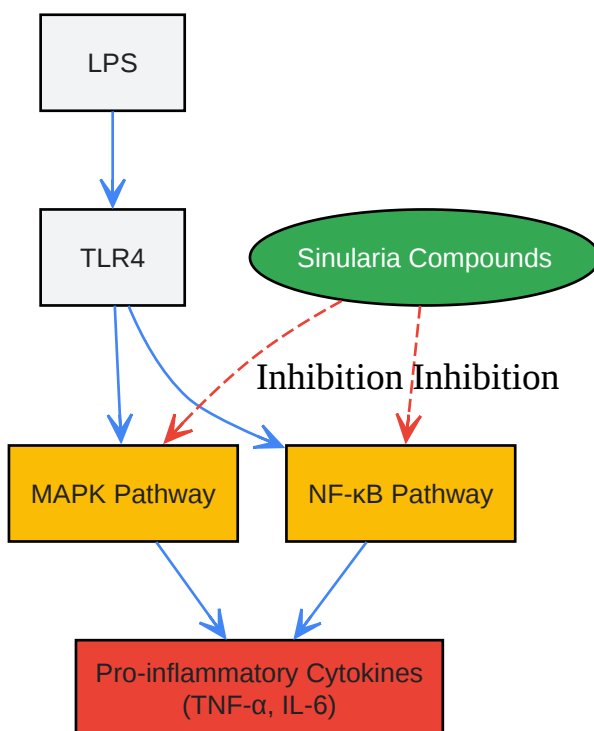 LPS
TLR4
Sinularia Compounds
Inhibition
Inhibition
MAPK Pathway
NF-κB Pathway
Pro-inflammatory Cytokines
(TNF-α, IL-6)